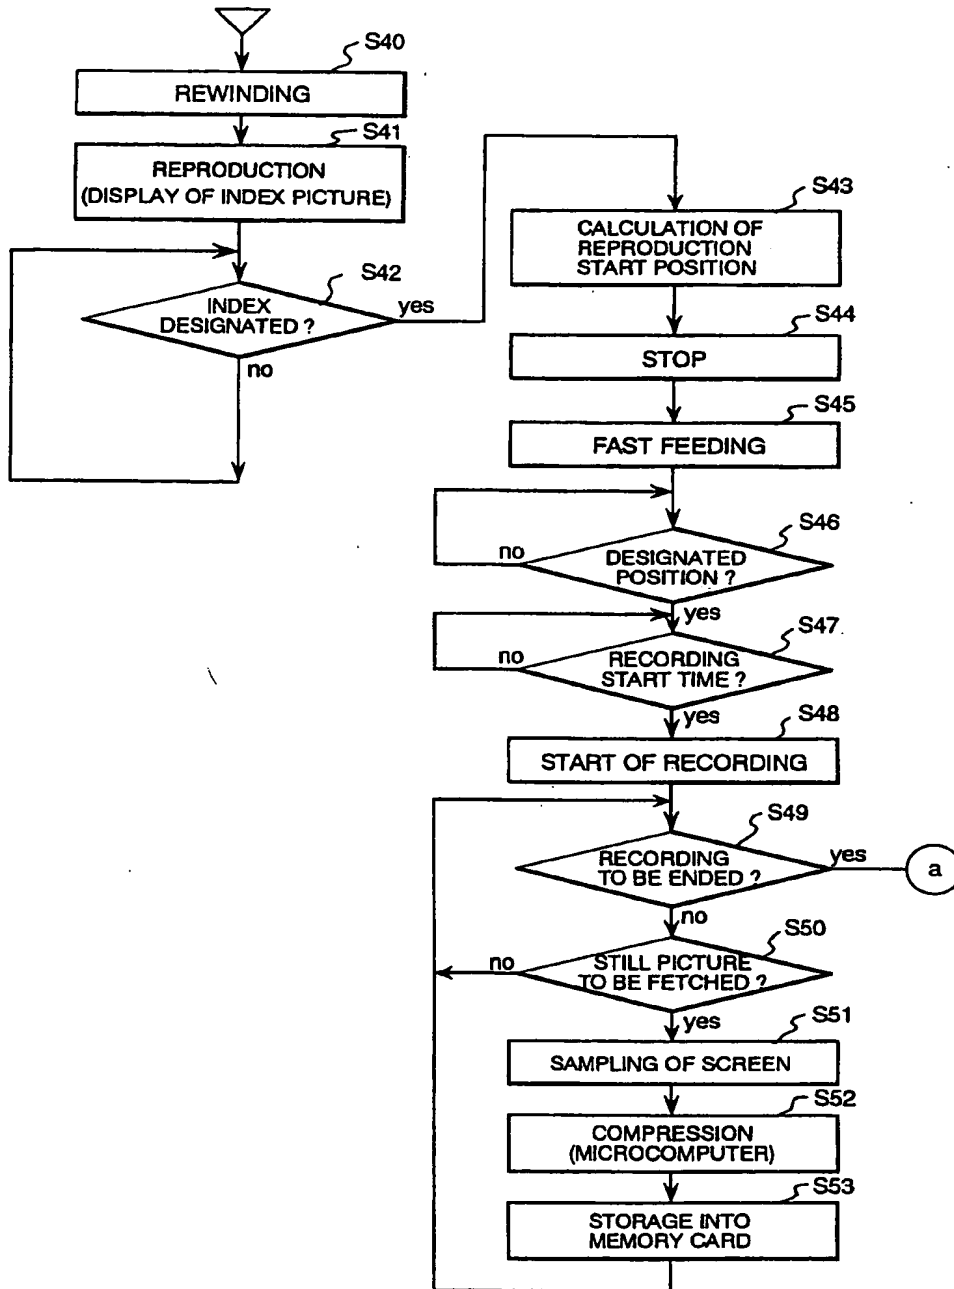 S40
REWINDING
S41
REPRODUCTION
(DISPLAY OF INDEX PICTURE)
S42
INDEX
DESIGNATED ?
yes
no
S43
CALCULATION OF
REPRODUCTION
START POSITION
S44
STOP
S45
FAST FEEDING
S46
DESIGNATED
POSITION ?
no
yes
S47
RECORDING
START TIME ?
no
yes
S48
START OF RECORDING
S49
RECORDING
TO BE ENDED ?
yes
a
no
S50
STILL PICTURE
TO BE FETCHED ?
no
yes
S51
SAMPLING OF SCREEN
S52
COMPRESSION
(MICROCOMPUTER)
S53
STORAGE INTO
MEMORY CARD